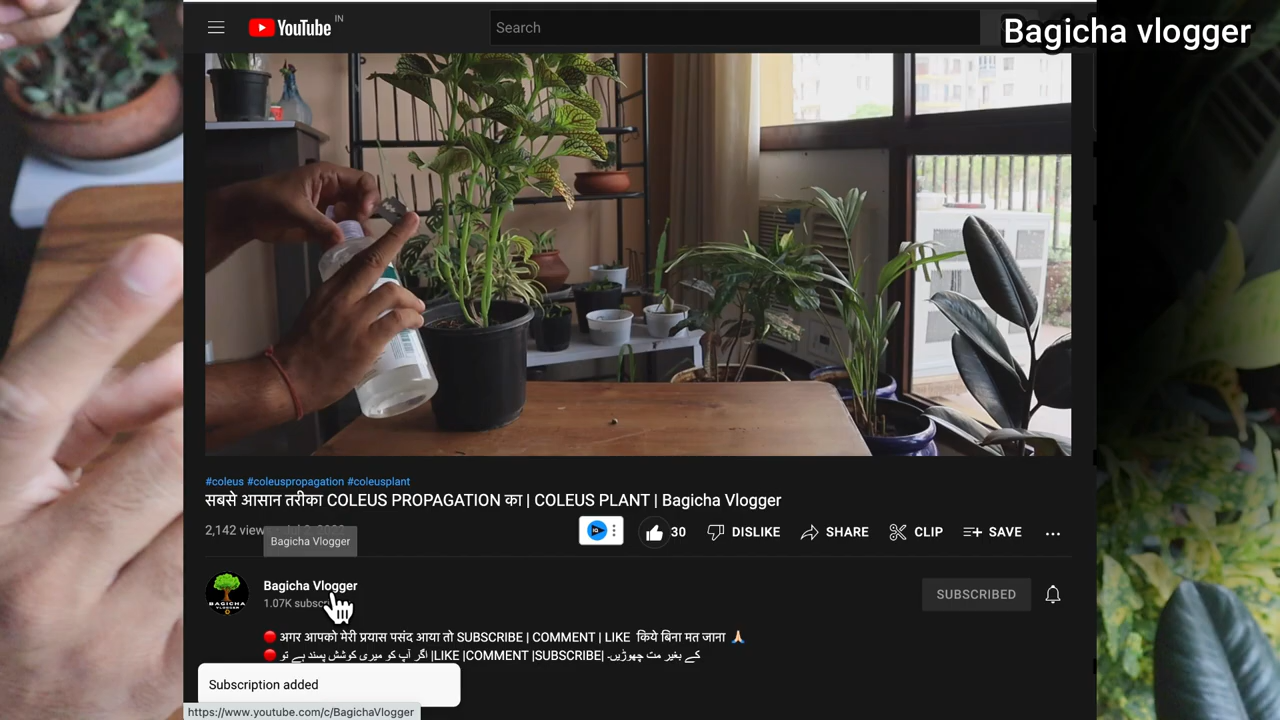 YouTube IN
Search
Bagicha vlogger
#coleus #coleuspropagation #coleusplant
सबसे आसान तरीका COLEUS PROPAGATION का | COLEUS PLANT | Bagicha Vlogger
2,142
30 DISLIKE SHARE CLIP SAVE
Bagicha Vlogger
BAGICHA
Bagicha Vlogger
1.07K
SUBSCRIBED
अगर आपको मेरी प्रयास पसंद आया तो SUBSCRIBE | COMMENT | LIKE किये बिना मत जाना 🙏🏻
اگر آپ کو میری کوشش پسند ہے تو |LIKE |COMMENT |SUBSCRIBE| کے بغیر مت چھوڑیں۔
Subscription added
https://www.youtube.com/c/BagichaVlogger